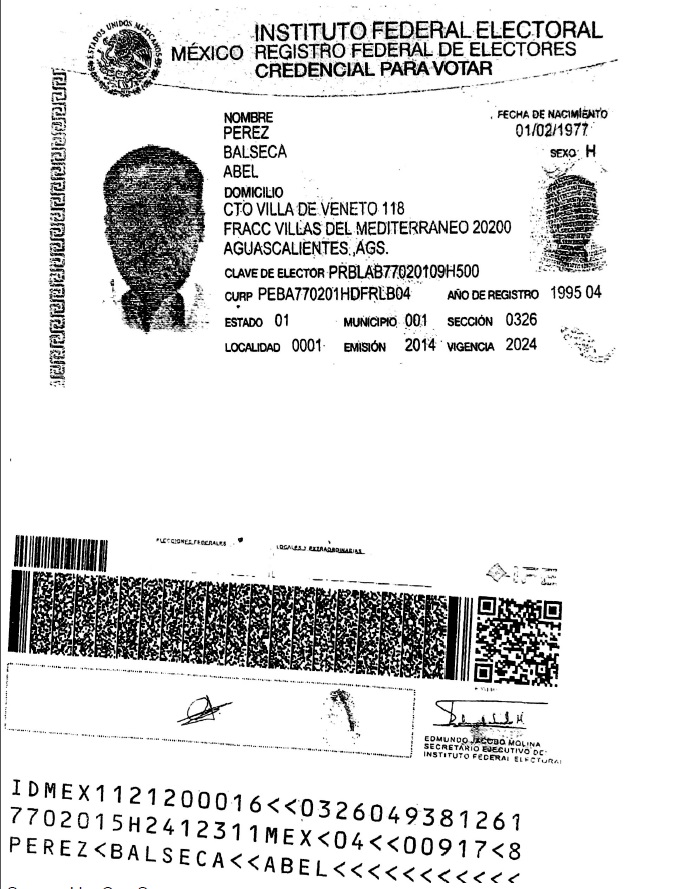 ESTADOS UNIDOS MEXICANOS
INSTITUTO FEDERAL ELECTORAL
MÉXICO REGISTRO FEDERAL DE ELECTORES
CREDENCIAL PARA VOTAR
NOMBRE
FECHA DE NACIMIENTO
PEREZ
01/02/1977
BALSECA
SEXO H
ABEL
DOMICILIO
CTO VILLA DE VENETO 118
FRACC VILLAS DEL MEDITERRANEO 20200
AGUASCALIENTES ,AGS.
CLAVE DE ELECTOR PRBLAB77020109H500
CURP PEBA770201HDFRLB04 AÑO DE REGISTRO 1995 04
ESTADO 01 MUNICIPIO 001 SECCIÓN 0326
LOCALIDAD 0001 EMISIÓN 2014 VIGENCIA 2024
ELECCIONES FEDERALES
LOCALES Y EXTRAORDINARIAS
IFE
EDMUNDO JACOBO MOLINA
SECRETARIO EJECUTIVO DEL
INSTITUTO FEDERAL ELECTORAL
IDMEX1121200016<<0326049381261
7702015H2412311MEX<04<<00917<8
PEREZ<BALSECA<<ABEL<<<<<<<<<<<